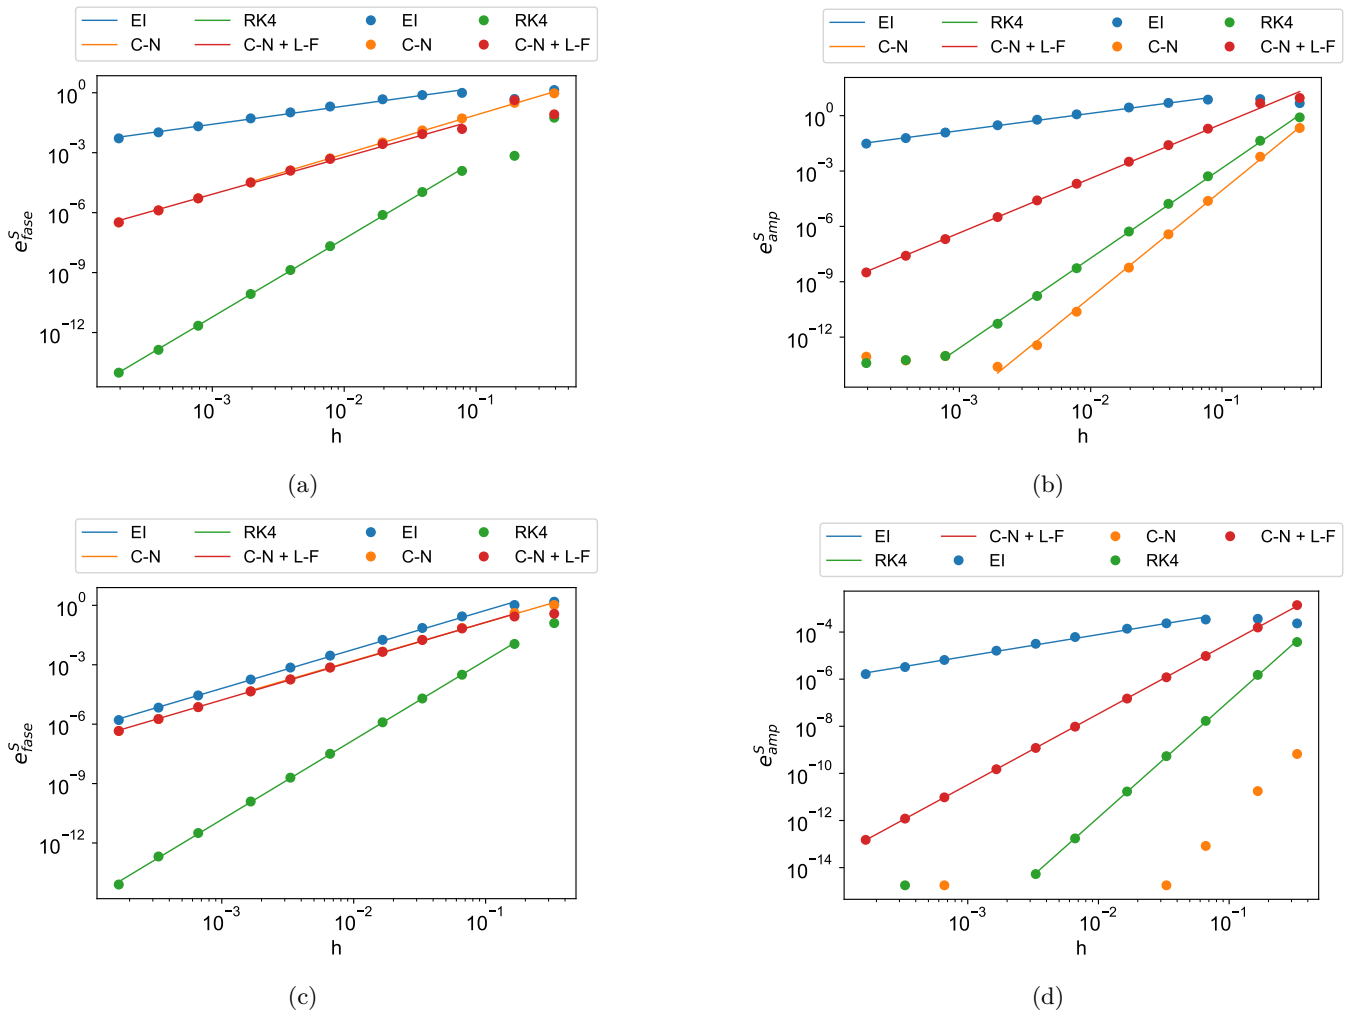 EI RK4 EI RK4
C-N C-N + L-F C-N C-N + L-F
e^S_fase
10^0
10^−3
10^−6
10^−9
10^−12
10^−3 10^−2 10^−1
h
(a)
EI RK4 EI RK4
C-N C-N + L-F C-N C-N + L-F
e^S_amp
10^0
10^−3
10^−6
10^−9
10^−12
10^−3 10^−2 10^−1
h
(b)
EI RK4 EI RK4
C-N C-N + L-F C-N C-N + L-F
e^S_fase
10^0
10^−3
10^−6
10^−9
10^−12
10^−3 10^−2 10^−1
h
(c)
EI C-N + L-F C-N C-N + L-F
RK4 EI RK4
e^S_amp
10^−4
10^−6
10^−8
10^−10
10^−12
10^−14
10^−3 10^−2 10^−1
h
(d)